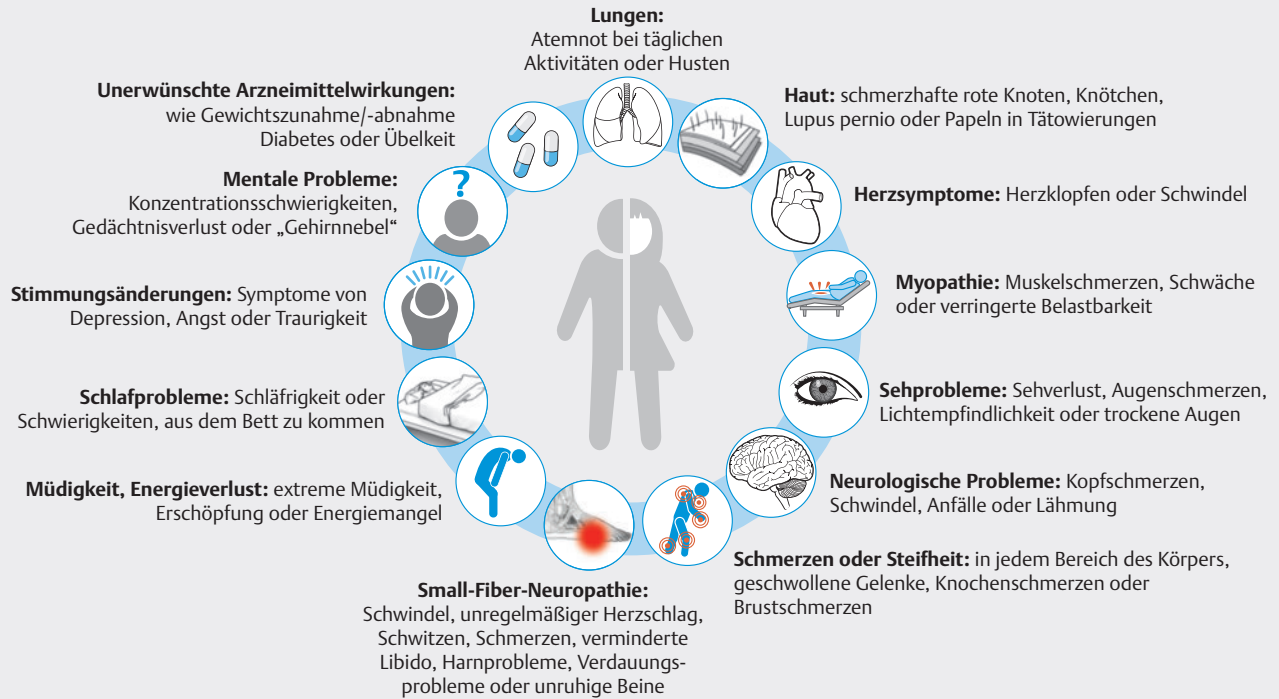 Lungen:
Atemnot bei täglichen
Aktivitäten oder Husten
Haut: schmerzhafte rote Knoten, Knötchen,
Lupus pernio oder Papeln in Tätowierungen
Herzsymptome: Herzklopfen oder Schwindel
Myopathie: Muskelschmerzen, Schwäche
oder verringerte Belastbarkeit
Sehprobleme: Sehverlust, Augenschmerzen,
Lichtempfindlichkeit oder trockene Augen
Neurologische Probleme: Kopfschmerzen,
Schwindel, Anfälle oder Lähmung
Schmerzen oder Steifheit: in jedem Bereich des Körpers,
geschwollene Gelenke, Knochenschmerzen oder
Brustschmerzen
Small-Fiber-Neuropathie:
Schwindel, unregelmäßiger Herzschlag,
Schwitzen, Schmerzen, verminderte
Libido, Harnprobleme, Verdauungs-
probleme oder unruhige Beine
Müdigkeit, Energieverlust: extreme Müdigkeit,
Erschöpfung oder Energiemangel
Schlafprobleme: Schläfrigkeit oder
Schwierigkeiten, aus dem Bett zu kommen
Stimmungsänderungen: Symptome von
Depression, Angst oder Traurigkeit
Mentale Probleme:
Konzentrationsschwierigkeiten,
Gedächtnisverlust oder „Gehirnnebel“
?
Unerwünschte Arzneimittelwirkungen:
wie Gewichtszunahme/-abnahme
Diabetes oder Übelkeit